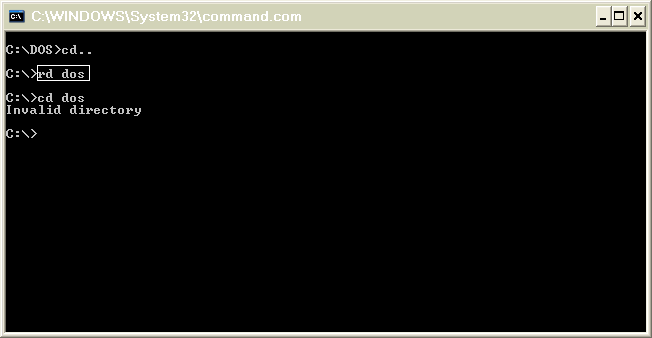 C:\WINDOWS\System32\command.com
C:\DOS>cd..
C:\>rd dos
C:\>cd dos
Invalid directory
C:\>